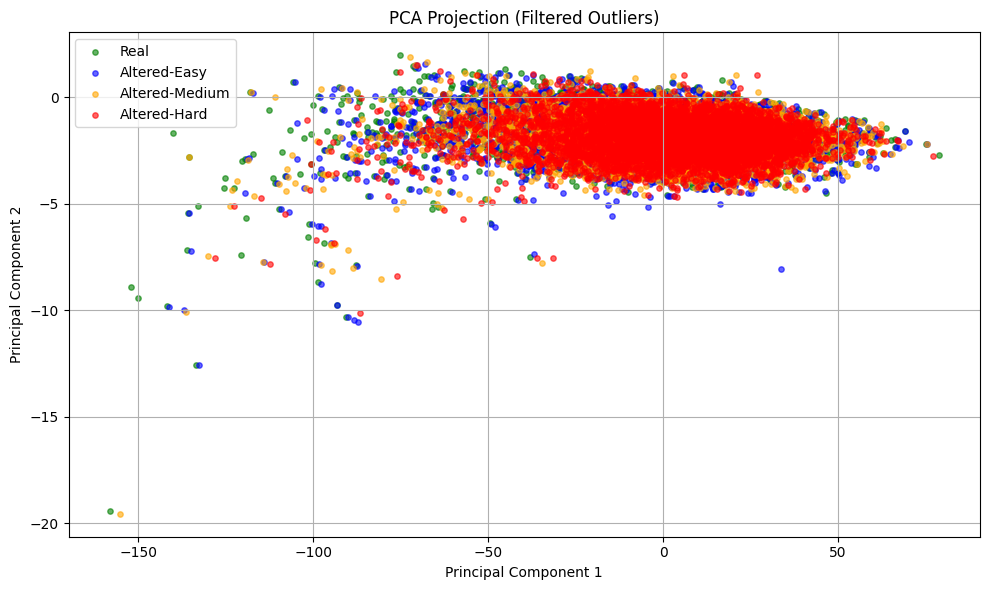 PCA Projection (Filtered Outliers)
Real
Altered-Easy
Altered-Medium
Altered-Hard
Principal Component 2
0
−5
−10
−15
−20
−150
−100
−50
0
50
Principal Component 1